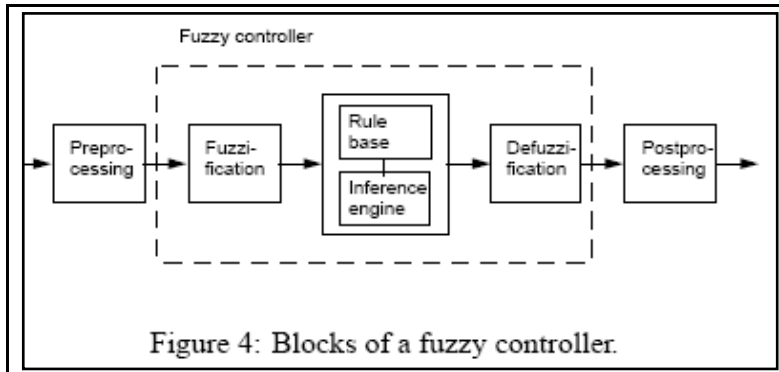 Fuzzy controller
Prepro-
cessing
Fuzzi-
fication
Rule
base
Inference
engine
Defuzzi-
fication
Postpro-
cessing
Figure 4: Blocks of a fuzzy controller.